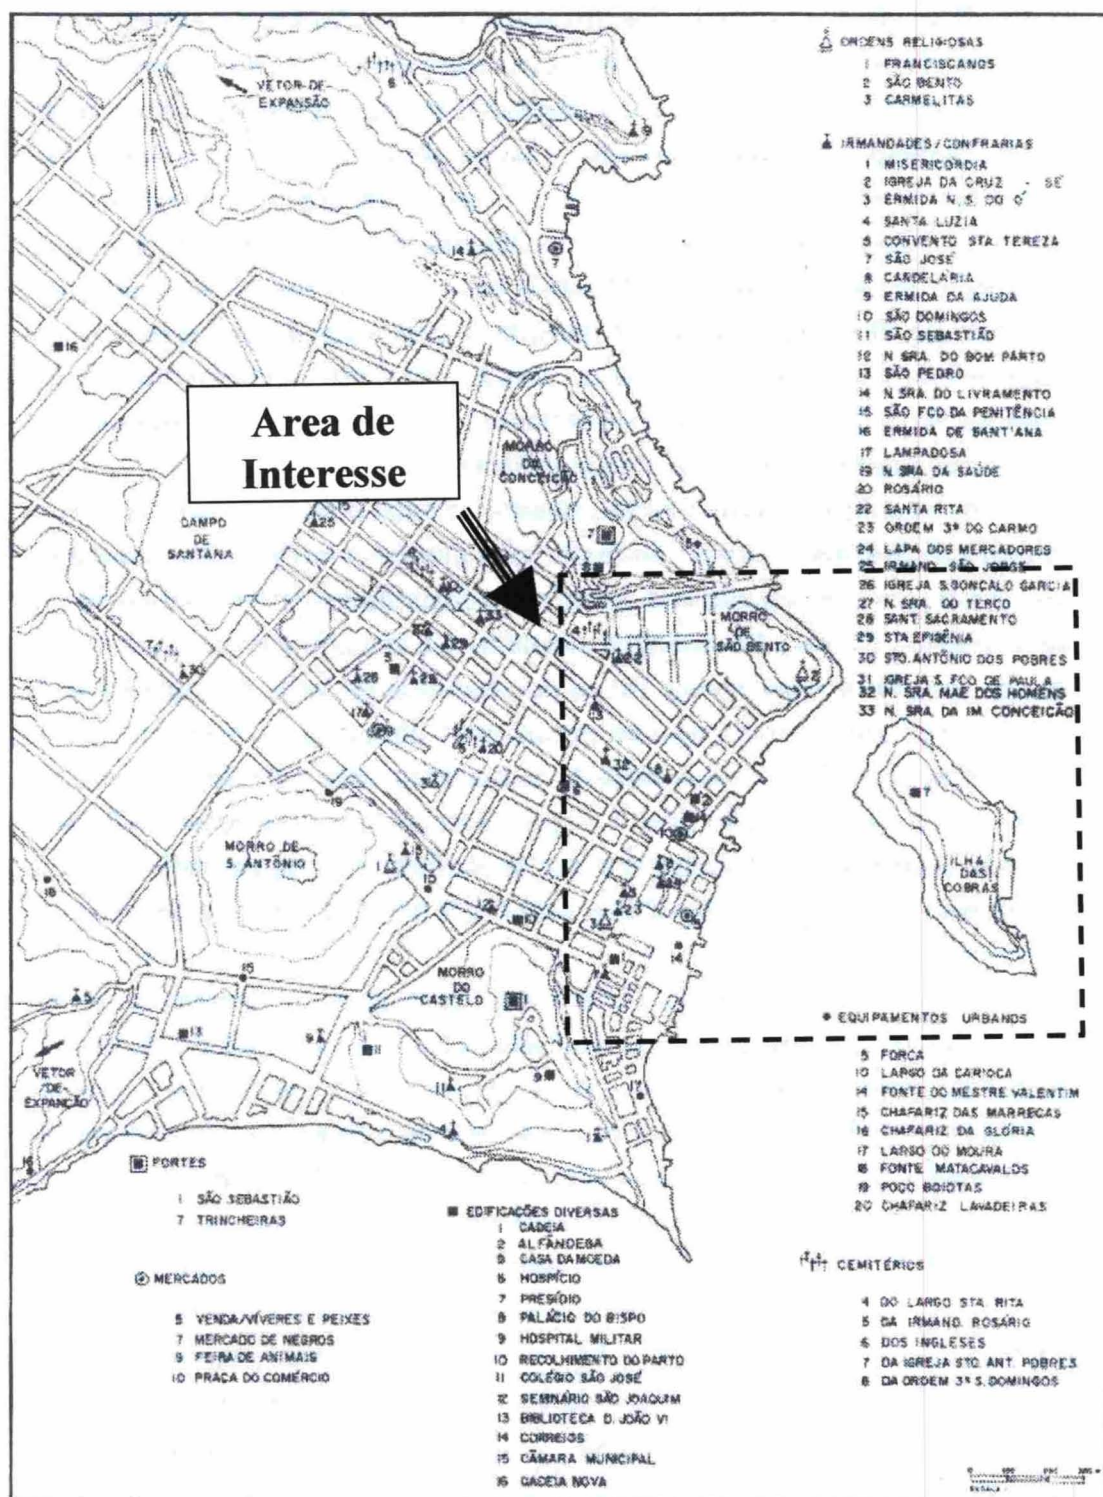 ORDENS RELIGIOSAS
1 FRANCISCANOS
2 SÃO BENTO
3 CARMELITAS
IRMANDADES/CONFRARIAS
1 MISERICORDIA
2 IGREJA DA CRUZ - SÉ
3 ERMIDA N. S. DO Ó
4 SANTA LUZIA
5 CONVENTO STA. TEREZA
7 SÃO JOSÉ
8 CANDELÁRIA
9 ERMIDA DA AJUDA
10 SÃO DOMINGOS
11 SÃO SEBASTIÃO
12 N SRA. DO BOM PARTO
13 SÃO PEDRO
14 N. SRA. DO LIVRAMENTO
15 SÃO FCO DA PENITÊNCIA
16 ERMIDA DE SANT'ANA
17 LAMPADOSA
19 N. SRA. DA SAÚDE
20 ROSÁRIO
22 SANTA RITA
23 ORDEM 3ª DO CARMO
24 LAPA DOS MERCADORES
25 IRMAND. SÃO JORGE
26 IGREJA S. GONÇALO GARCIA
27 N. SRA. DO TERÇO
28 SANT. SACRAMENTO
29 STA EFIGÊNIA
30 STO. ANTÔNIO DOS POBRES
31 IGREJA S. FCO DE PAULA
32 N. SRA. MÃE DOS HOMENS
33 N. SRA. DA IM. CONCEIÇÃO
VETOR-DE-
EXPANSÃO
Area de
Interesse
MORRO
DA
CONCEIÇÃO
CAMPO
DE
SANTANA
MORRO
DE
SÃO BENTO
MORRO DE
S. ANTÔNIO
ILHA
DAS
COBRAS
MORRO
DO
CASTELO
VETOR
DE
EXPANÇÃO
EQUIPAMENTOS URBANOS
5 FORCA
10 LARGO DA CARIOCA
14 FONTE DO MESTRE VALENTIM
15 CHAFARIZ DAS MARRECAS
16 CHAFARIZ DA GLÓRIA
17 LARGO DO MOURA
18 FONTE MATACAVALOS
19 POÇO BOIOTAS
20 CHAFARIZ LAVADEIRAS
FORTES
1 SÃO SEBASTIÃO
7 TRINCHEIRAS
MERCADOS
5 VENDA/VÍVERES E PEIXES
7 MERCADO DE NEGROS
9 FEIRA DE ANIMAIS
10 PRAÇA DO COMÉRCIO
EDIFICAÇÕES DIVERSAS
1 CADEIA
2 ALFÂNDEGA
5 CASA DA MOEDA
6 HOSPÍCIO
7 PRESÍDIO
8 PALÁCIO DO BISPO
9 HOSPITAL MILITAR
10 RECOLHIMENTO DO PARTO
11 COLÉGIO SÃO JOSÉ
12 SEMINÁRIO SÃO JOAQUIM
13 BIBLIOTECA D. JOÃO VI
14 CORREIOS
15 CÂMARA MUNICIPAL
16 CADEIA NOVA
CEMITÉRIOS
4 DO LARGO STA. RITA
5 DA IRMAND. ROSÁRIO
6 DOS INGLESES
7 DA IGREJA STO. ANT. POBRES
8 DA ORDEM 3ª S. DOMINGOS
ESCALA